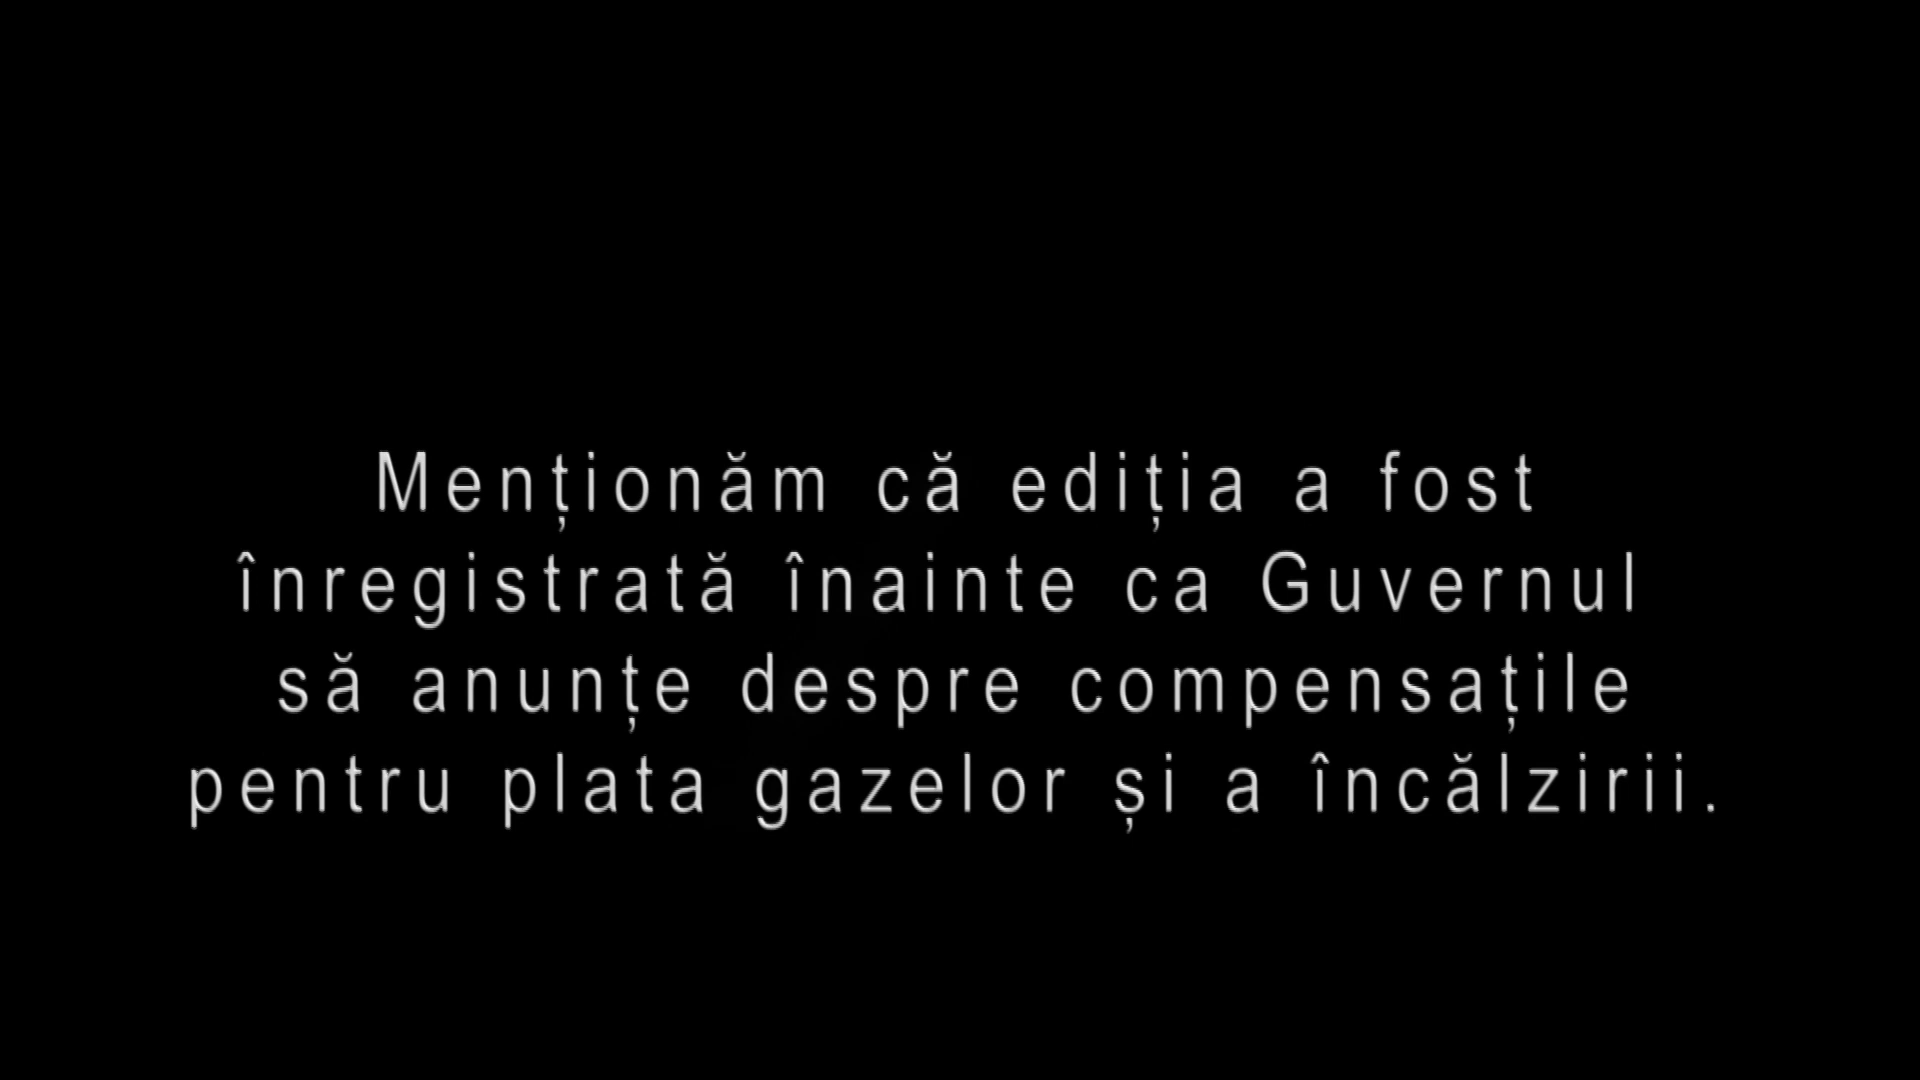 Menționăm că ediția a fost
înregistrată înainte ca Guvernul
să anunțe despre compensațile
pentru plata gazelor și a încălzirii.